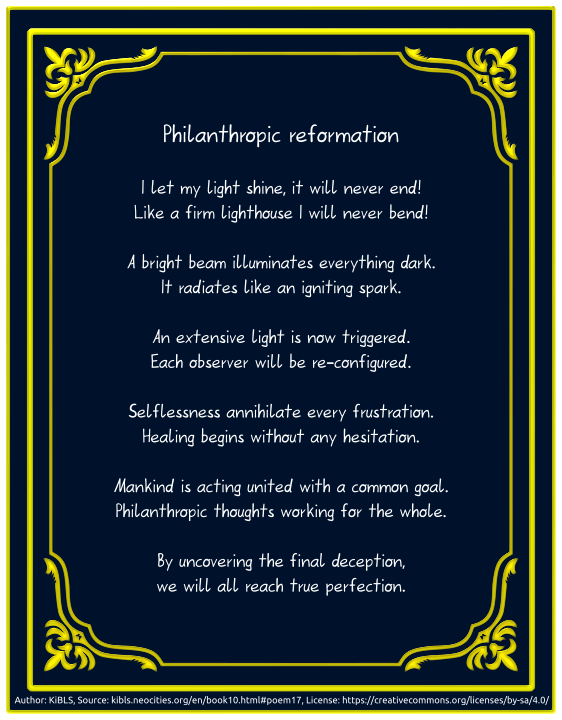 Philanthropic reformation
I let my light shine, it will never end!
Like a firm lighthouse I will never bend!
A bright beam illuminates everything dark.
It radiates like an igniting spark.
An extensive light is now triggered.
Each observer will be re-configured.
Selflessness annihilate every frustration.
Healing begins without any hesitation.
Mankind is acting united with a common goal.
Philanthropic thoughts working for the whole.
By uncovering the final deception,
we will all reach true perfection.
Author: KiBLS, Source: kibls.neocities.org/en/book10.html#poem17, License: https://creativecommons.org/licenses/by-sa/4.0/